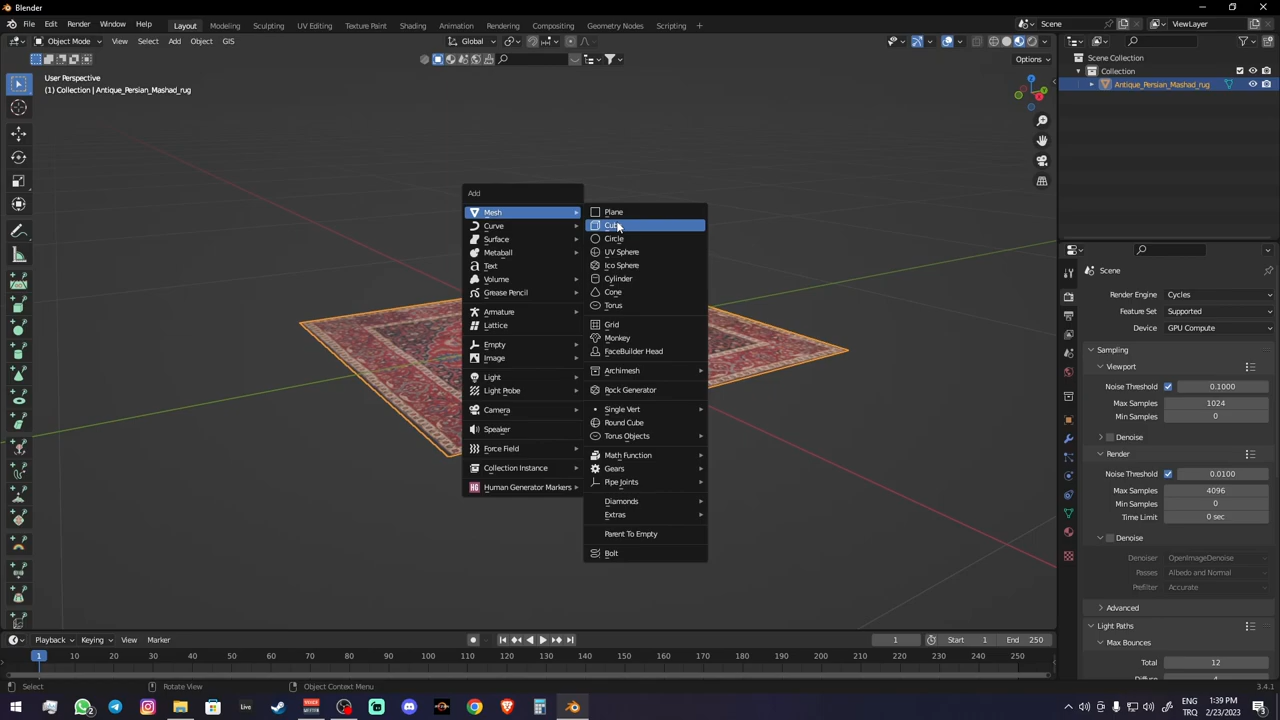 Blender
File Edit Render Window Help Layout Modeling Sculpting UV Editing Texture Paint Shading Animation Rendering Compositing Geometry Nodes Scripting + Scene ViewLayer
Object Mode View Select Add Object GIS Global
Options
User Perspective
(1) Collection | Antique_Persian_Mashad_rug
Add
Mesh
Curve
Surface
Metaball
Text
Volume
Grease Pencil
Armature
Lattice
Empty
Image
Light
Light Probe
Camera
Speaker
Force Field
Collection Instance
Human Generator Markers
Plane
Circle
UV Sphere
Ico Sphere
Cylinder
Cone
Torus
Grid
Monkey
FaceBuilder Head
Archimesh
Rock Generator
Single Vert
Round Cube
Torus Objects
Math Function
Gears
Pipe Joints
Diamonds
Extras
Parent To Empty
Bolt
Scene Collection
Collection
Antique_Persian_Mashad_rug
Scene
Render Engine Cycles
Feature Set Supported
Device GPU Compute
Sampling
Viewport
Noise Threshold 0.1000
Max Samples 1024
Min Samples 0
Denoise
Render
Noise Threshold 0.0100
Max Samples 4096
Min Samples 0
Time Limit 0 sec
Denoise
Denoiser OpenImageDenoise
Passes Albedo and Normal
Prefilter Accurate
Advanced
Light Paths
Max Bounces
Total 12
Playback Keying View Marker 1 Start 1 End 250
1 10 20 30 40 50 60 70 80 90 100 110 120 130 140 150 160 170 180 190 200 210 220 230 240 250
Select Rotate View Object Context Menu 3.4.1
ENG 1:39 PM
TRQ 2/23/2023